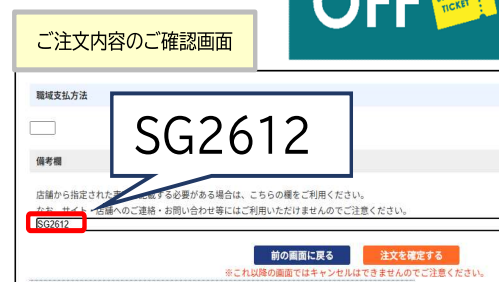 OFF
TICKET
ご注文内容のご確認画面
職域支払方法
SG2612
備考欄
店舗から指定された
する必要がある場合は、こちらの欄をご利用ください。
なお、サイト・店舗へのご連絡・お問い合わせ等にはご利用いただけませんのでご注意ください。
SG2612
前の画面に戻る
注文を確定する
※これ以降の画面ではキャンセルはできませんのでご注意ください。